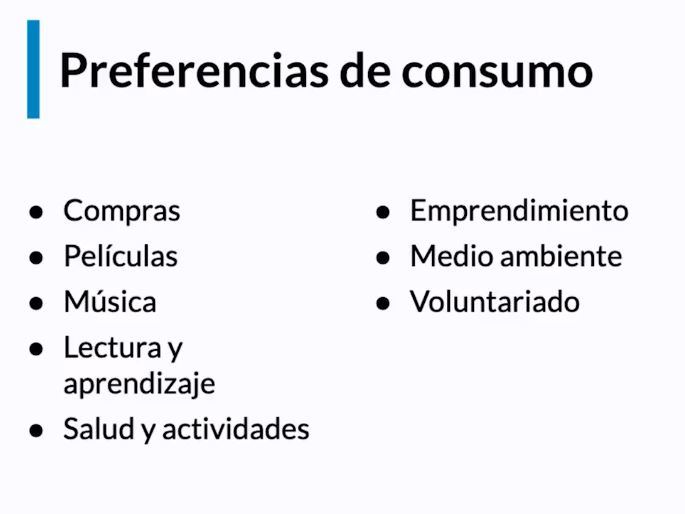 Preferencias de consumo
● Compras
● Películas
● Música
● Lectura y
aprendizaje
● Salud y actividades
● Emprendimiento
● Medio ambiente
● Voluntariado